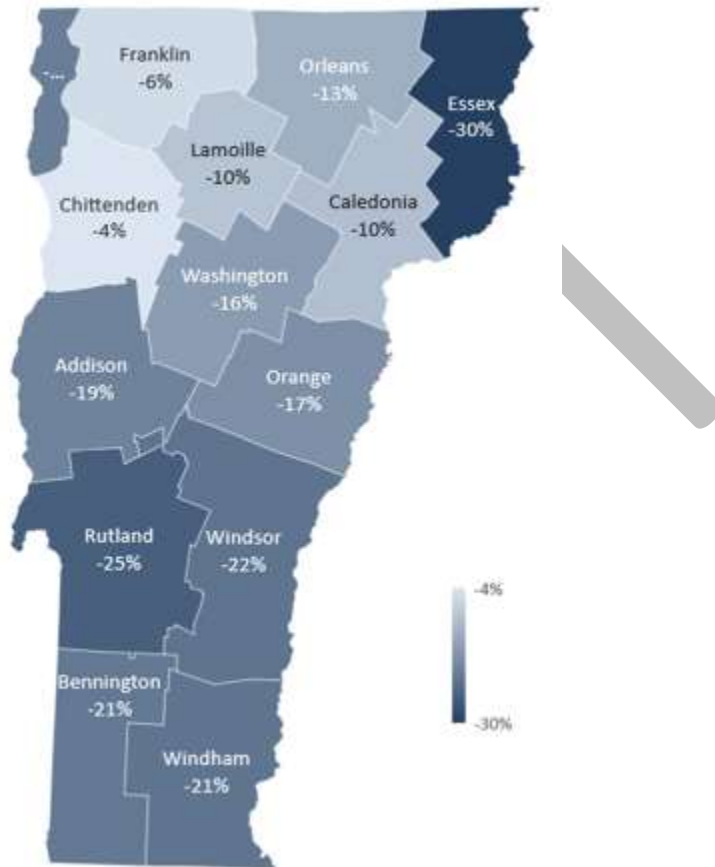 Franklin
-6%
Orleans
-13%
Essex
-30%
-...
Lamoille
-10%
Chittenden
-4%
Caledonia
-10%
Washington
-16%
Addison
-19%
Orange
-17%
Rutland
-25%
Windsor
-22%
-4%
-30%
Bennington
-21%
Windham
-21%